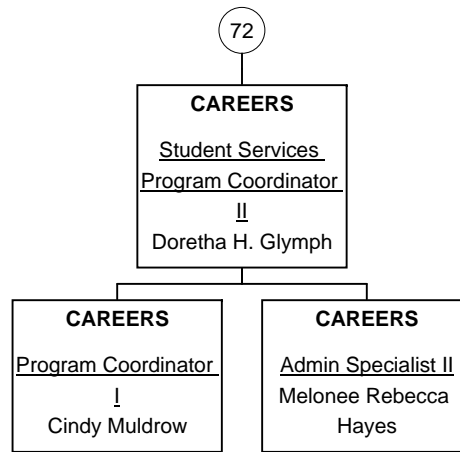 72
CAREERS
Student Services
Program Coordinator
II
Doretha H. Glymph
CAREERS
Program Coordinator
I
Cindy Muldrow
CAREERS
Admin Specialist II
Melonee Rebecca
Hayes